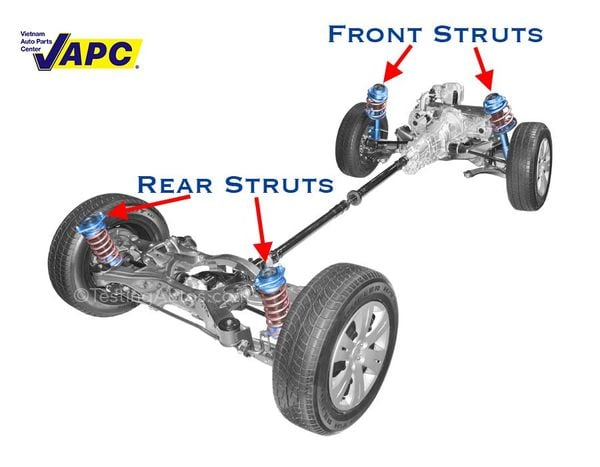 Vietnam
Auto Parts
Center
VAPC
FRONT STRUTS
REAR STRUTS
©TestingAutos.com